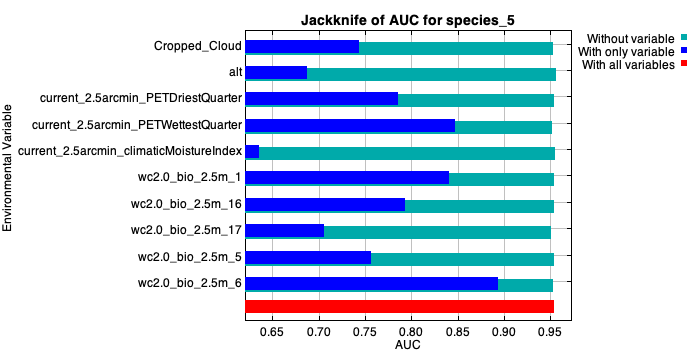 Jackknife of AUC for species_5
Without variable
With only variable
With all variables
Environmental Variable
Cropped_Cloud
alt
current_2.5arcmin_PETDriestQuarter
current_2.5arcmin_PETWettestQuarter
current_2.5arcmin_climaticMoistureIndex
wc2.0_bio_2.5m_1
wc2.0_bio_2.5m_16
wc2.0_bio_2.5m_17
wc2.0_bio_2.5m_5
wc2.0_bio_2.5m_6
0.65 0.70 0.75 0.80 0.85 0.90 0.95
AUC